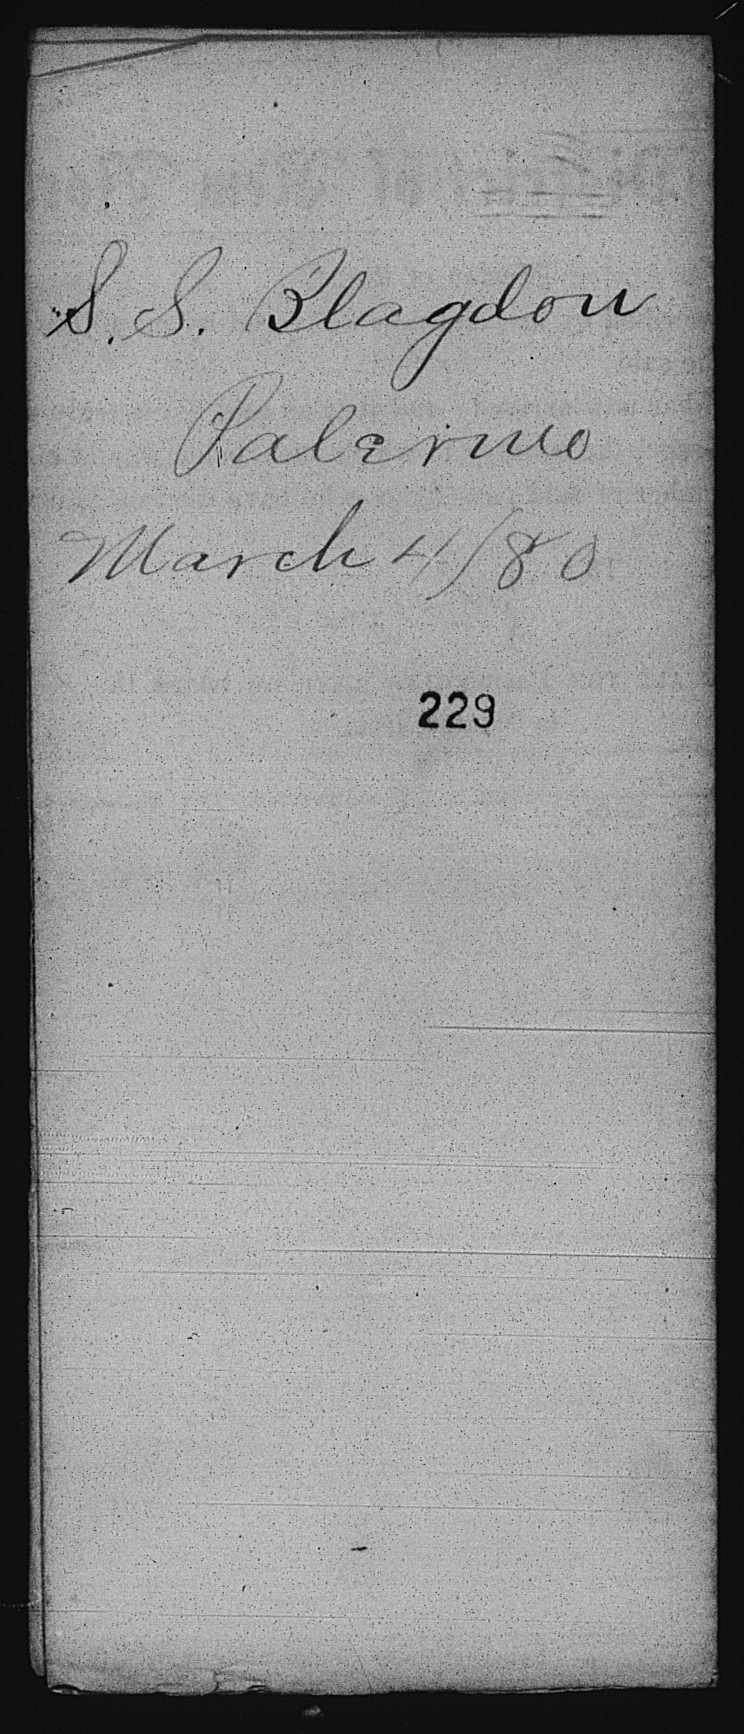 S. S. Blagdon
Palermo
March 4/80
229